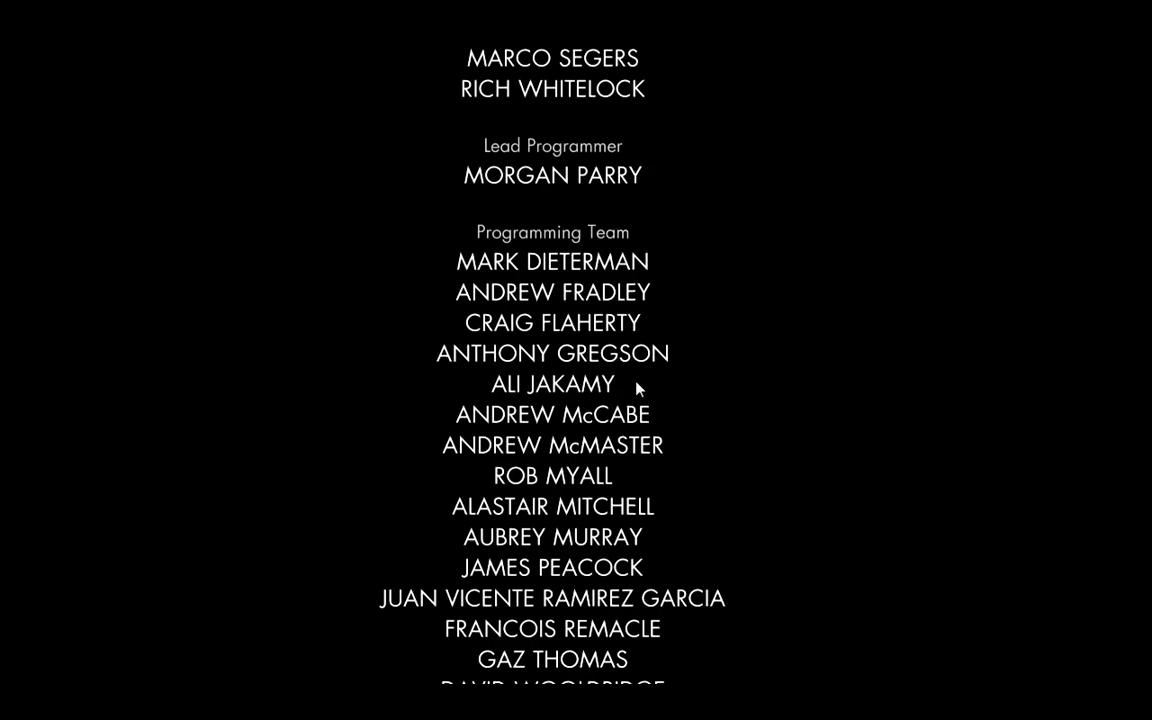 MARCO SEGERS
RICH WHITELOCK
Lead Programmer
MORGAN PARRY
Programming Team
MARK DIETERMAN
ANDREW FRADLEY
CRAIG FLAHERTY
ANTHONY GREGSON
ALI JAKAMY
ANDREW McCABE
ANDREW McMASTER
ROB MYALL
ALASTAIR MITCHELL
AUBREY MURRAY
JAMES PEACOCK
JUAN VICENTE RAMIREZ GARCIA
FRANCOIS REMACLE
GAZ THOMAS